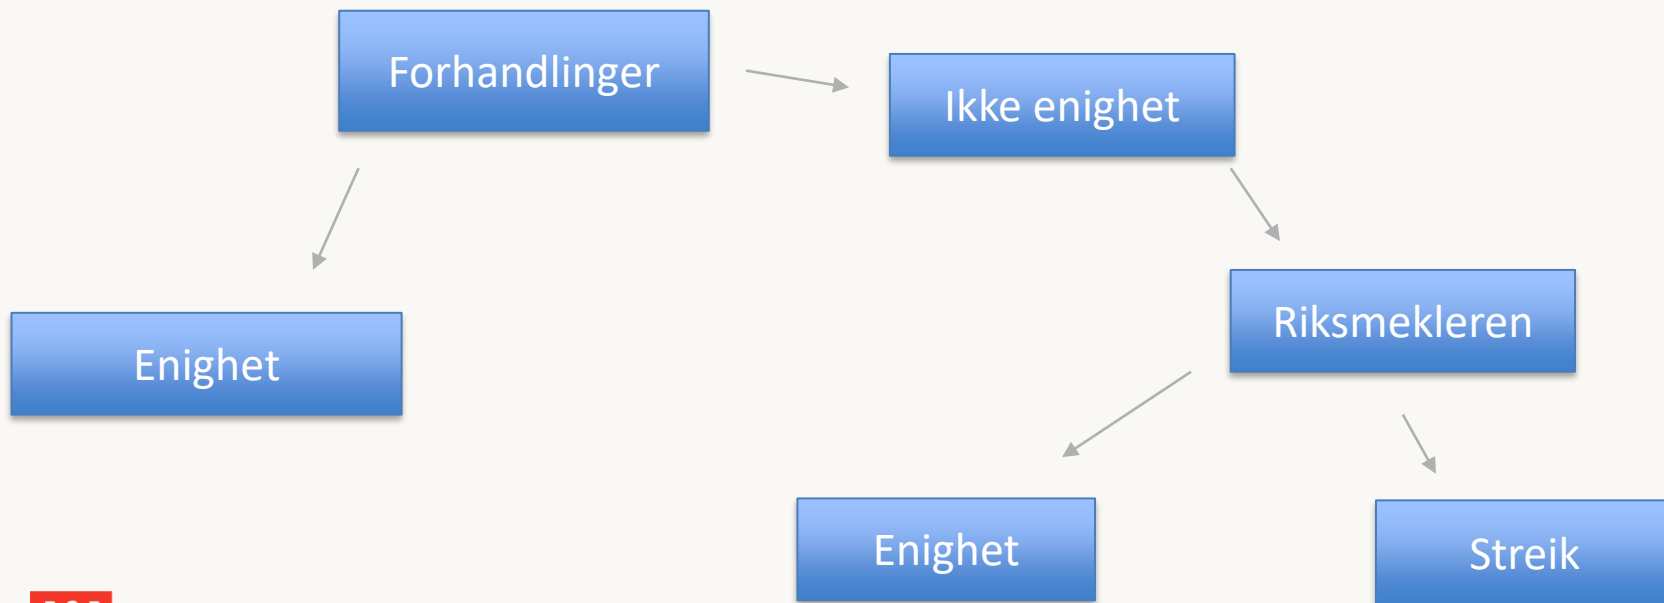 Forhandlinger
Ikke enighet
Riksmekleren
Enighet
Enighet
Streik